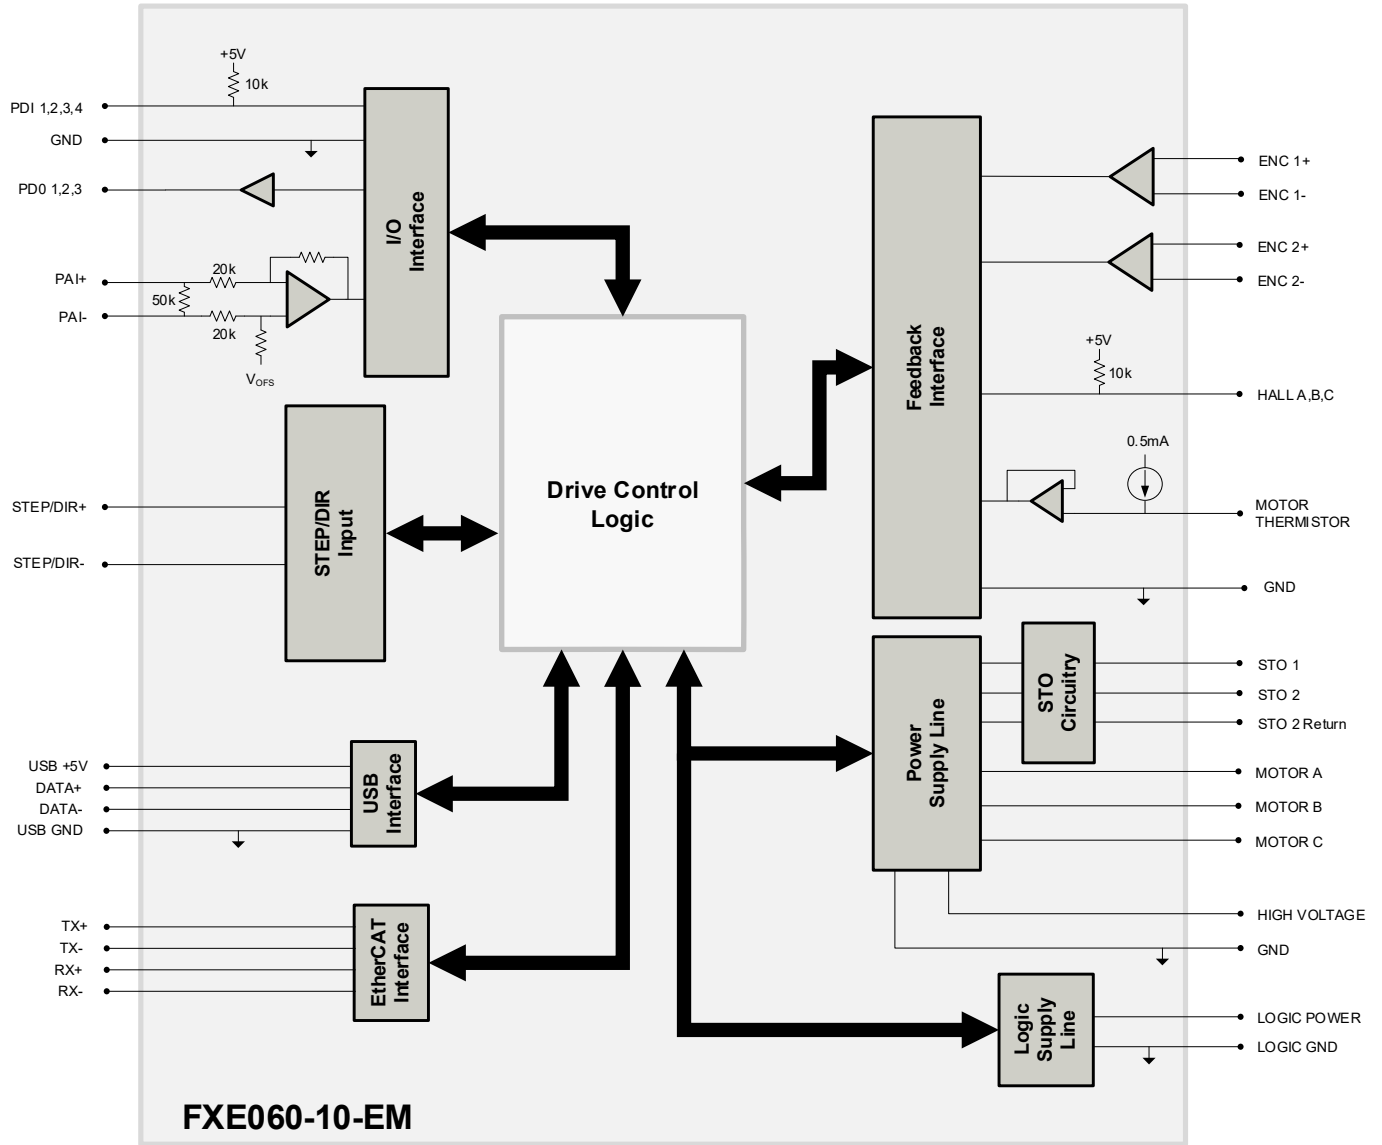 +5V
10k
PDI 1,2,3,4
GND
PD0 1,2,3
PAI+
20k
50k
PAI-
20k
VOFS
I/O
Interface
STEP/DIR+
STEP/DIR-
STEP/DIR
Input
Drive Control
Logic
USB +5V
DATA+
DATA-
USB GND
USB
Interface
TX+
TX-
RX+
RX-
EtherCAT
Interface
Feedback
Interface
ENC 1+
ENC 1-
ENC 2+
ENC 2-
+5V
10k
HALL A,B,C
0.5mA
MOTOR
THERMISTOR
GND
Power
Supply Line
STO
Circuitry
STO 1
STO 2
STO 2 Return
MOTOR A
MOTOR B
MOTOR C
HIGH VOLTAGE
GND
Logic
Supply
Line
LOGIC POWER
LOGIC GND
FXE060-10-EM